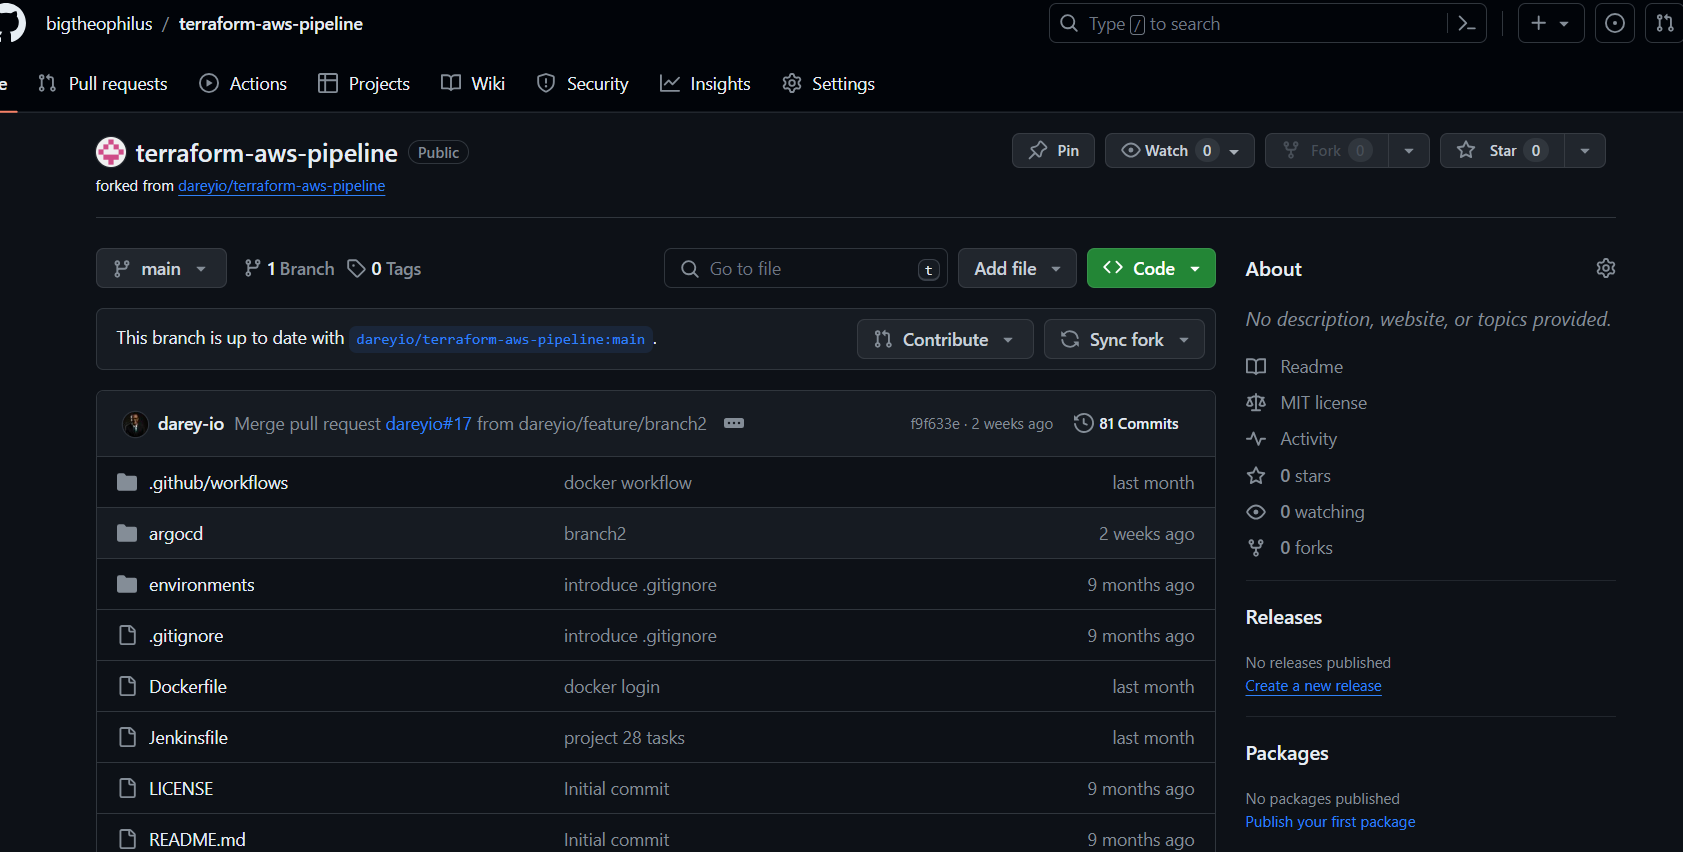 bigtheophilus / terraform-aws-pipeline
Type / to search
e Pull requests Actions Projects Wiki Security Insights Settings
terraform-aws-pipeline Public
Pin Watch 0 Fork 0 Star 0
forked from dareyio/terraform-aws-pipeline
main 1 Branch 0 Tags Go to file t Add file Code
This branch is up to date with dareyio/terraform-aws-pipeline:main . Contribute Sync fork
darey-io Merge pull request dareyio#17 from dareyio/feature/branch2 f9f633e · 2 weeks ago 81 Commits
.github/workflows docker workflow last month
argocd branch2 2 weeks ago
environments introduce .gitignore 9 months ago
.gitignore introduce .gitignore 9 months ago
Dockerfile docker login last month
Jenkinsfile project 28 tasks last month
LICENSE Initial commit 9 months ago
README.md Initial commit 9 months ago
About
No description, website, or topics provided.
Readme
MIT license
Activity
0 stars
0 watching
0 forks
Releases
No releases published
Create a new release
Packages
No packages published
Publish your first package